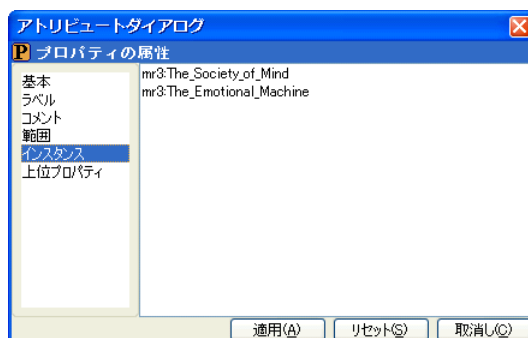 アトリビュートダイアログ
P プロパティの属性
基本
ラベル
コメント
範囲
インスタンス
上位プロパティ
mr3:The_Society_of_Mind
mr3:The_Emotional_Machine
適用(A) リセット(S) 取消し(C)